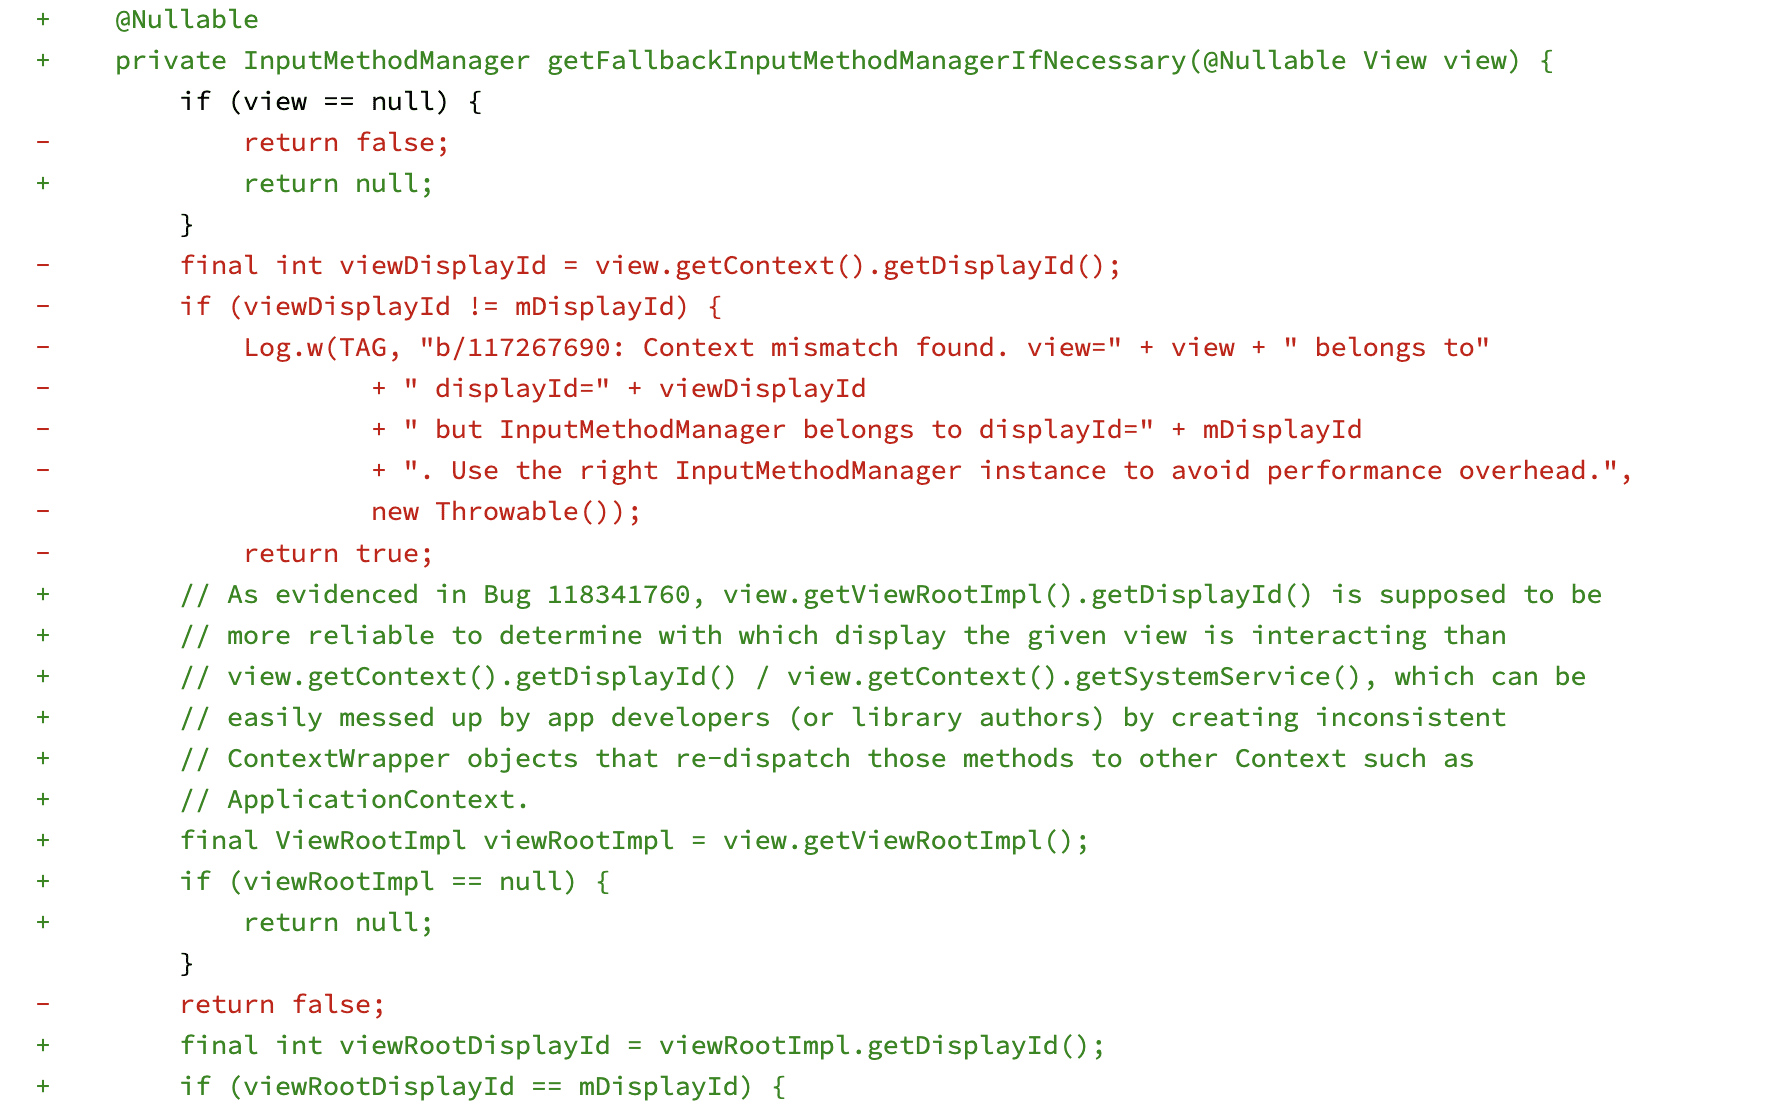 +    @Nullable
+    private InputMethodManager getFallbackInputMethodManagerIfNecessary(@Nullable View view) {
         if (view == null) {
-            return false;
+            return null;
         }
-        final int viewDisplayId = view.getContext().getDisplayId();
-        if (viewDisplayId != mDisplayId) {
-            Log.w(TAG, "b/117267690: Context mismatch found. view=" + view + " belongs to"
-                    + " displayId=" + viewDisplayId
-                    + " but InputMethodManager belongs to displayId=" + mDisplayId
-                    + ". Use the right InputMethodManager instance to avoid performance overhead.",
-                    new Throwable());
-            return true;
+        // As evidenced in Bug 118341760, view.getViewRootImpl().getDisplayId() is supposed to be
+        // more reliable to determine with which display the given view is interacting than
+        // view.getContext().getDisplayId() / view.getContext().getSystemService(), which can be
+        // easily messed up by app developers (or library authors) by creating inconsistent
+        // ContextWrapper objects that re-dispatch those methods to other Context such as
+        // ApplicationContext.
+        final ViewRootImpl viewRootImpl = view.getViewRootImpl();
+        if (viewRootImpl == null) {
+            return null;
         }
-        return false;
+        final int viewRootDisplayId = viewRootImpl.getDisplayId();
+        if (viewRootDisplayId == mDisplayId) {